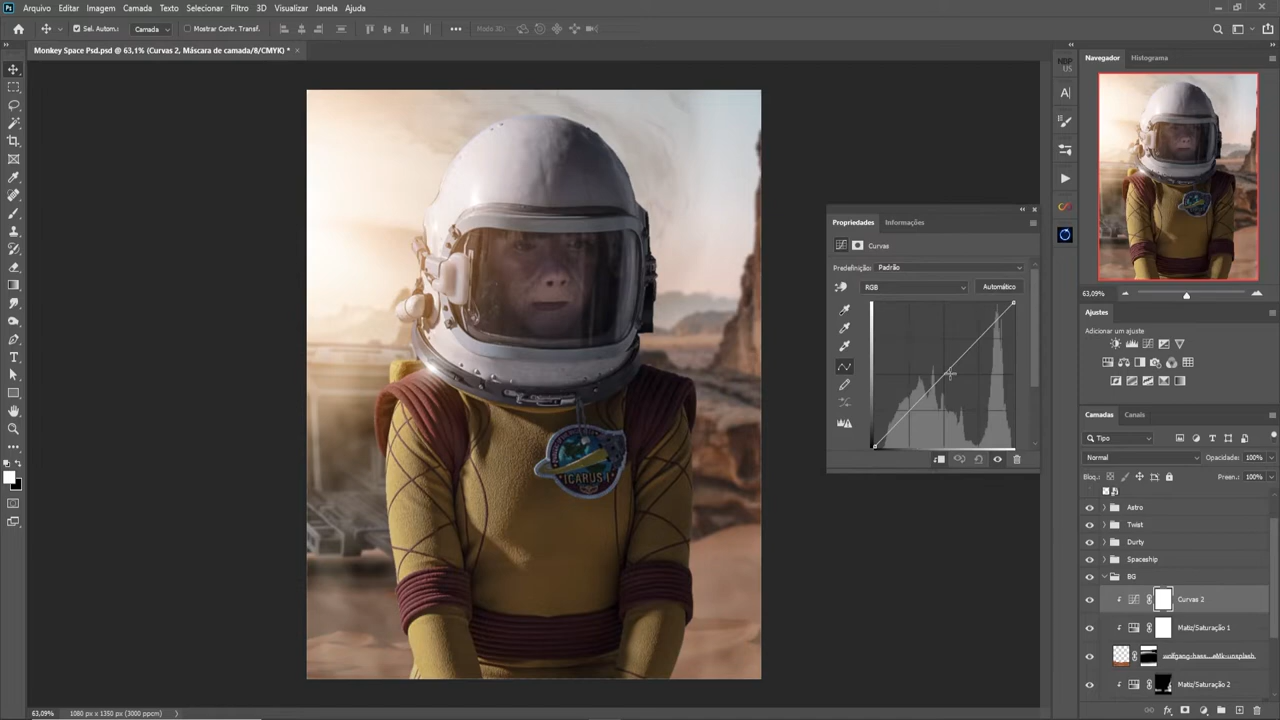 Arquivo Editar Imagem Camada Texto Selecionar Filtro 3D Visualizar Janela Ajuda
Sel. Autom.: Camada Mostrar Contr. Transf. Modo 3D:
Monkey Space Psd.psd @ 63,1% (Curvas 2, Máscara de camada/8/CMYK) *
Navegador Histograma
Propriedades Informações
Curvas
Predefinição: Padrão
RGB Automático
63,09%
Ajustes
Adicionar um ajuste
Camadas Canais
Tipo
Normal Opacidade: 100%
Bloq.: Preen.: 100%
Astro
Twist
Durty
Spaceship
BG
Curvas 2
Matiz/Saturação 1
wolfgang-hass...eMk-unsplash
Matiz/Saturação 2
ICARUS
63,09% 1080 px x 1350 px (3000 ppcm)